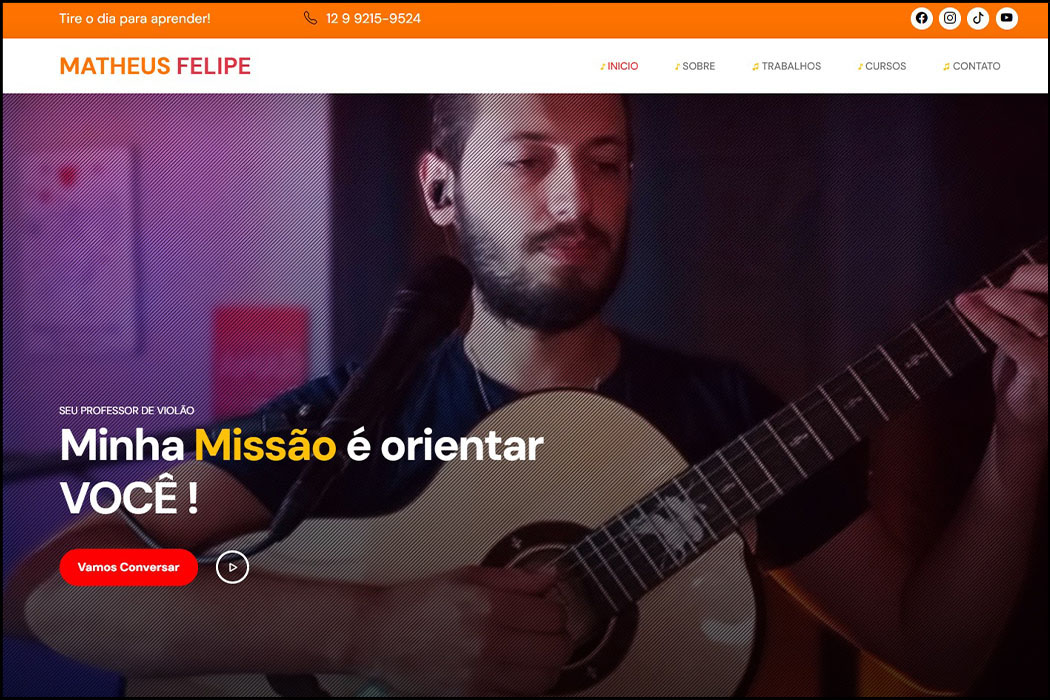 Tire o dia para aprender!
12 9 9215-9524
MATHEUS FELIPE
INICIO
SOBRE
TRABALHOS
CURSOS
CONTATO
SEU PROFESSOR DE VIOLÃO
Minha Missão é orientar
VOCÊ !
Vamos Conversar